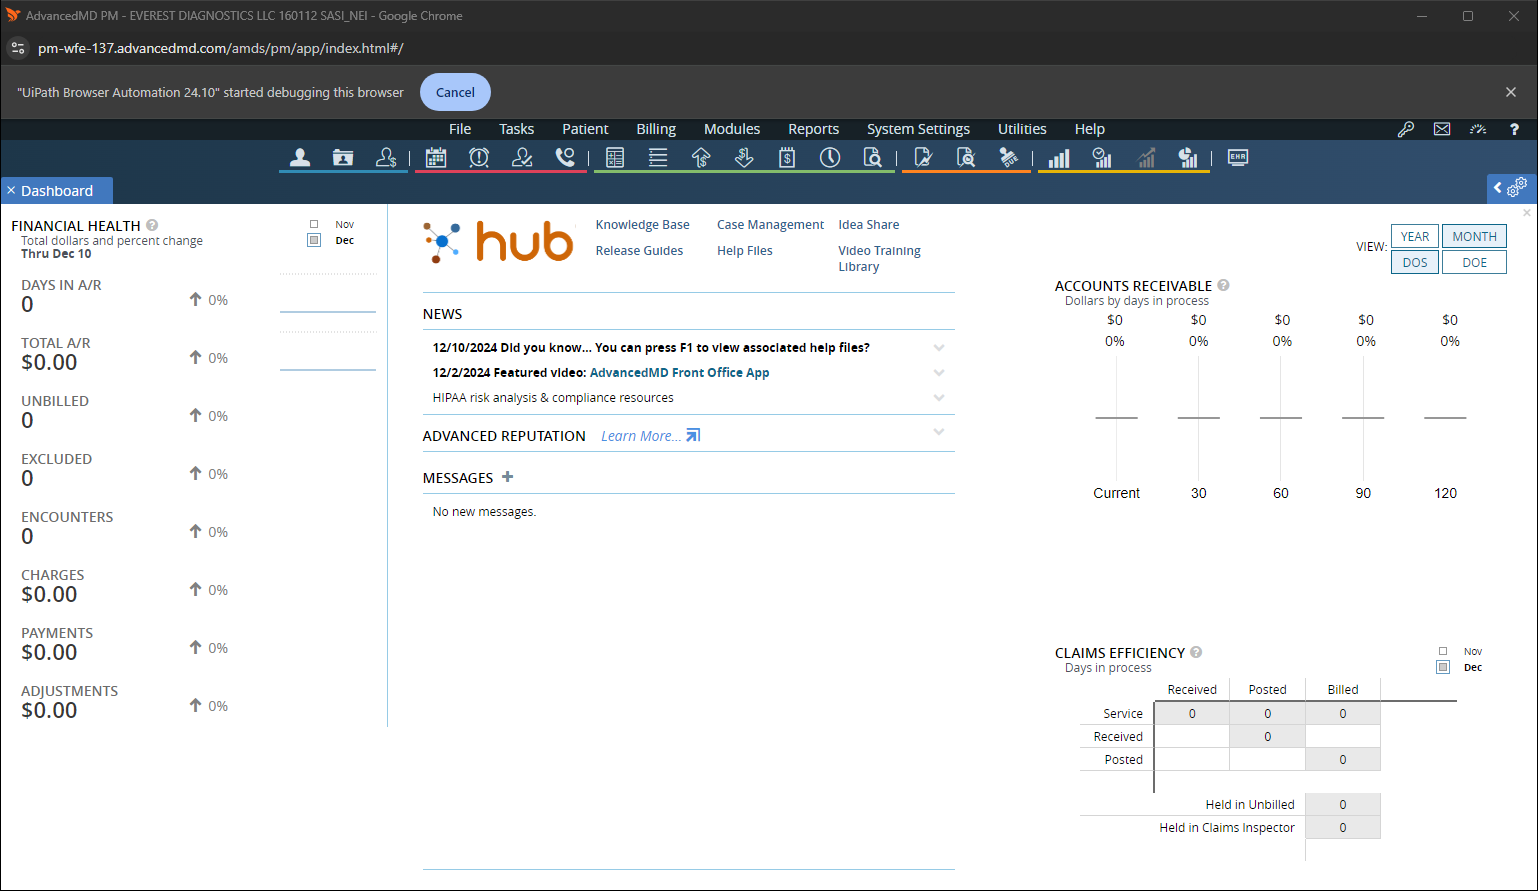 AdvancedMD PM - EVEREST DIAGNOSTICS LLC 160112 SASI_NEI - Google Chrome
pm-wfe-137.advancedmd.com/amds/pm/app/index.html#/
"UiPath Browser Automation 24.10" started debugging this browser Cancel
File Tasks Patient Billing Modules Reports System Settings Utilities Help
EHR
Dashboard
FINANCIAL HEALTH
Total dollars and percent change
Thru Dec 10
Nov
Dec
DAYS IN A/R
0
0%
TOTAL A/R
$0.00
0%
UNBILLED
0
0%
EXCLUDED
0
0%
ENCOUNTERS
0
0%
CHARGES
$0.00
0%
PAYMENTS
$0.00
0%
ADJUSTMENTS
$0.00
0%
hub
Knowledge Base Case Management Idea Share
Release Guides Help Files Video Training
Library
NEWS
12/10/2024 Did you know... You can press F1 to view associated help files?
12/2/2024 Featured video: AdvancedMD Front Office App
HIPAA risk analysis & compliance resources
ADVANCED REPUTATION Learn More...
MESSAGES +
No new messages.
VIEW: YEAR MONTH
DOS DOE
ACCOUNTS RECEIVABLE
Dollars by days in process
$0 $0 $0 $0 $0
0% 0% 0% 0% 0%
Current 30 60 90 120
CLAIMS EFFICIENCY
Days in process
Nov
Dec
Received Posted Billed
Service 0 0 0
Received 0
Posted 0
Held in Unbilled 0
Held in Claims Inspector 0